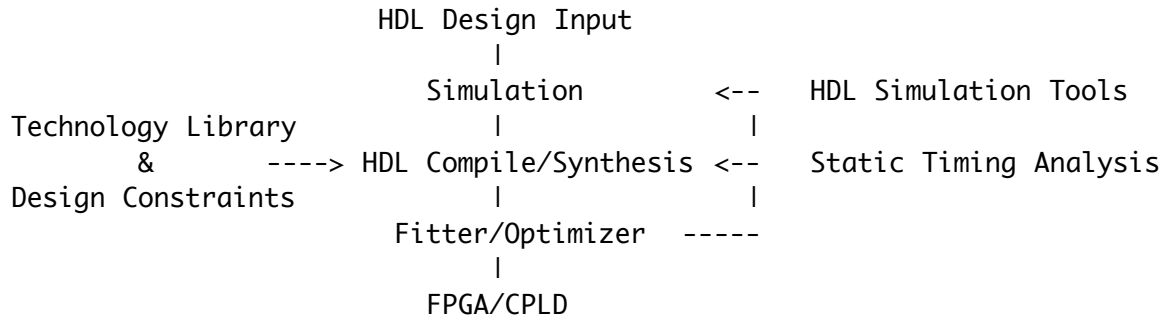 HDL Design Input
|
Simulation <-- HDL Simulation Tools
Technology Library | |
& ----> HDL Compile/Synthesis <-- Static Timing Analysis
Design Constraints | |
Fitter/Optimizer -----
|
FPGA/CPLD